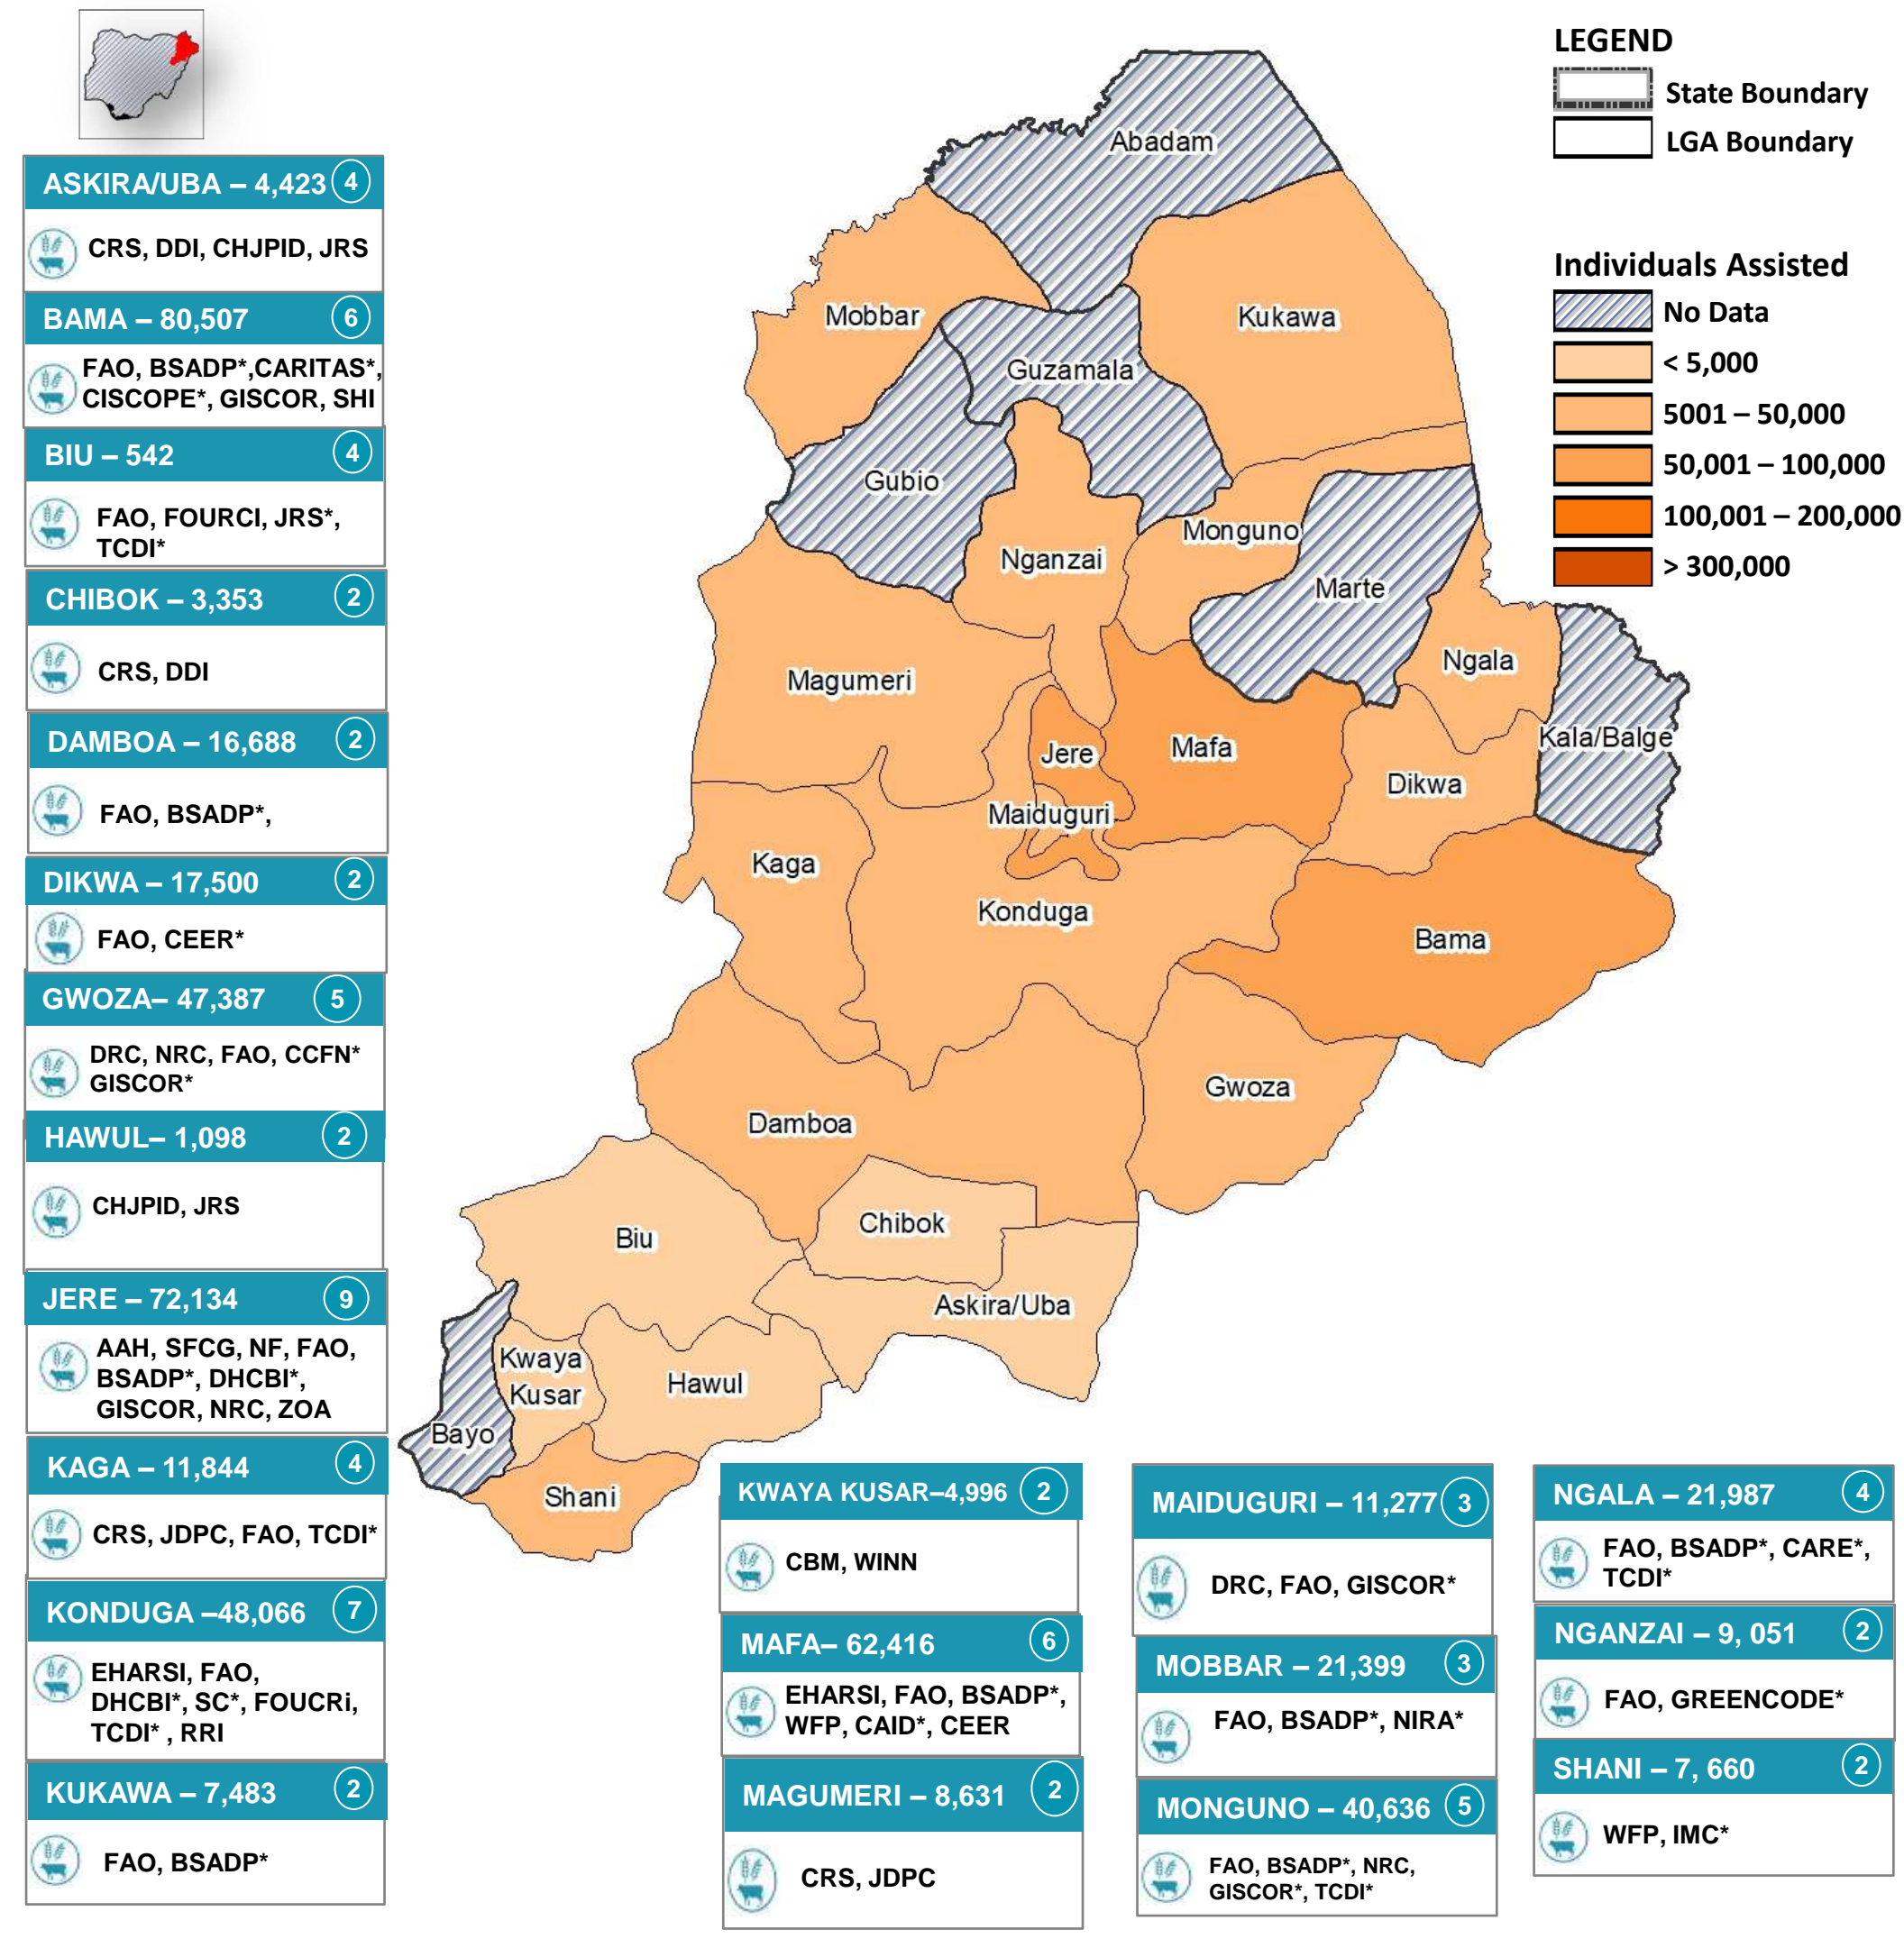 ASKIRA/UBA – 4,423 4
CRS, DDI, CHJPID, JRS
BAMA – 80,507 6
FAO, BSADP*,CARITAS*,
CISCOPE*, GISCOR, SHI
BIU – 542 4
FAO, FOURCI, JRS*,
TCDI*
CHIBOK – 3,353 2
CRS, DDI
DAMBOA – 16,688 2
FAO, BSADP*,
DIKWA – 17,500 2
FAO, CEER*
GWOZA– 47,387 5
DRC, NRC, FAO, CCFN*
GISCOR*
HAWUL– 1,098 2
CHJPID, JRS
JERE – 72,134 9
AAH, SFCG, NF, FAO,
BSADP*, DHCBI*,
GISCOR, NRC, ZOA
KAGA – 11,844 4
CRS, JDPC, FAO, TCDI*
KONDUGA –48,066 7
EHARSI, FAO,
DHCBI*, SC*, FOUCRi,
TCDI* , RRI
KUKAWA – 7,483 2
FAO, BSADP*
Abadam
Mobbar
Kukawa
Guzamala
Gubio
Monguno
Nganzai
Marte
Ngala
Magumeri
Kala/Balge
Jere
Mafa
Dikwa
Maiduguri
Kaga
Konduga
Bama
Gwoza
Damboa
Chibok
Biu
Askira/Uba
Kwaya
Kusar
Hawul
Bayo
Shani
LEGEND
State Boundary
LGA Boundary
Individuals Assisted
No Data
< 5,000
5001 – 50,000
50,001 – 100,000
100,001 – 200,000
> 300,000
KWAYA KUSAR–4,996 2
CBM, WINN
MAFA– 62,416 6
EHARSI, FAO, BSADP*,
WFP, CAID*, CEER
MAGUMERI – 8,631 2
CRS, JDPC
MAIDUGURI – 11,277 3
DRC, FAO, GISCOR*
MOBBAR – 21,399 3
FAO, BSADP*, NIRA*
MONGUNO – 40,636 5
FAO, BSADP*, NRC,
GISCOR*, TCDI*
NGALA – 21,987 4
FAO, BSADP*, CARE*,
TCDI*
NGANZAI – 9, 051 2
FAO, GREENCODE*
SHANI – 7, 660 2
WFP, IMC*